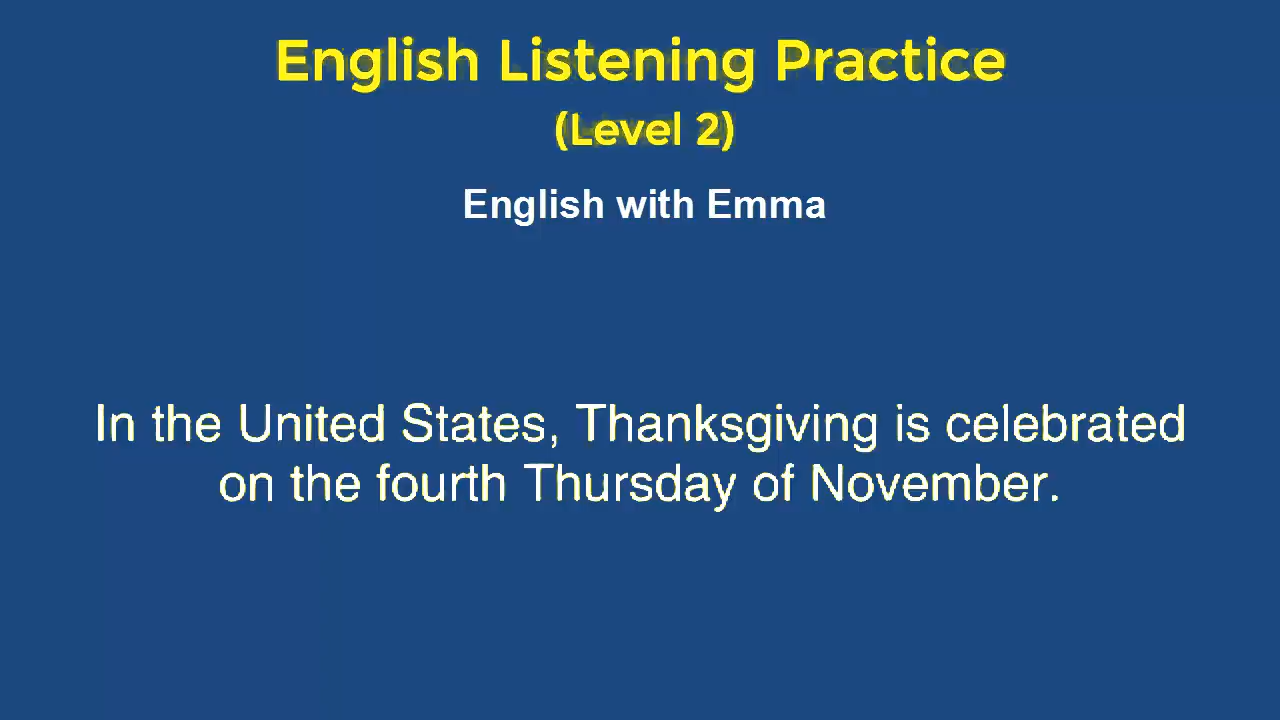 English Listening Practice
(Level 2)
English with Emma
In the United States, Thanksgiving is celebrated
on the fourth Thursday of November.